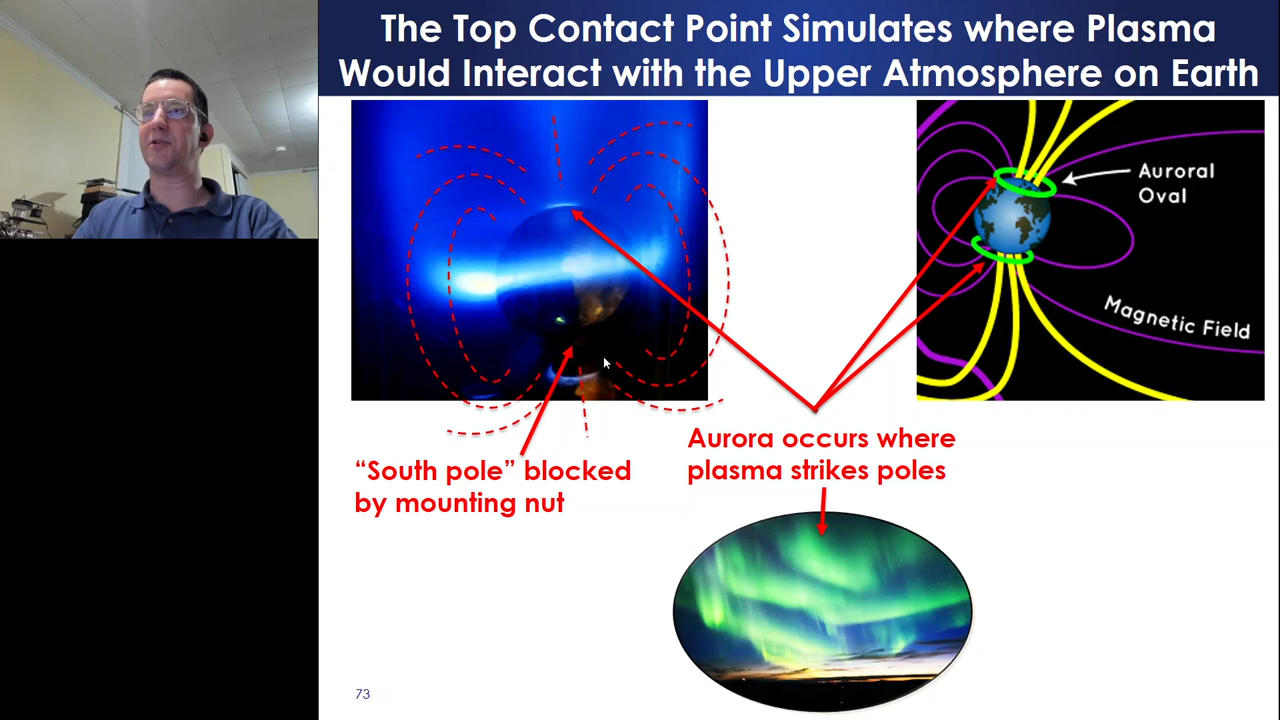 The Top Contact Point Simulates where Plasma
Would Interact with the Upper Atmosphere on Earth
Auroral
Oval
Magnetic Field
Aurora occurs where
plasma strikes poles
“South pole” blocked
by mounting nut
73